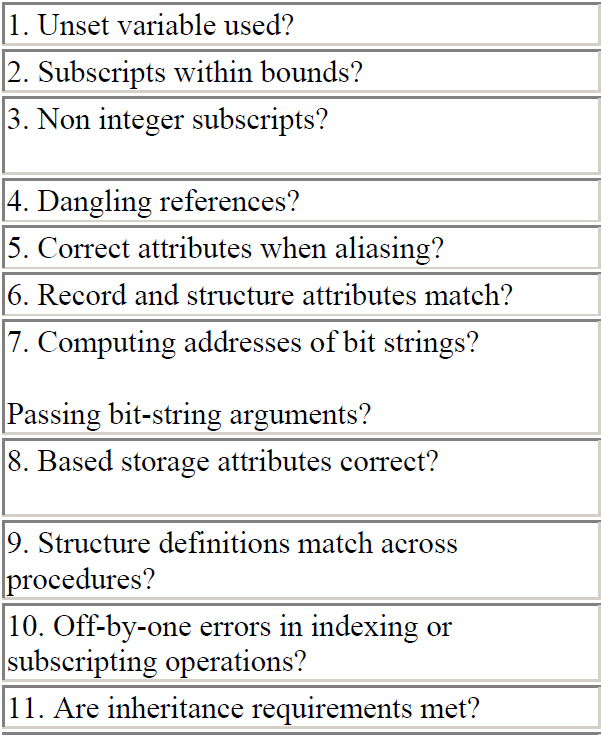 1. Unset variable used?
2. Subscripts within bounds?
3. Non integer subscripts?
4. Dangling references?
5. Correct attributes when aliasing?
6. Record and structure attributes match?
7. Computing addresses of bit strings?
Passing bit-string arguments?
8. Based storage attributes correct?
9. Structure definitions match across
procedures?
10. Off-by-one errors in indexing or
subscripting operations?
11. Are inheritance requirements met?